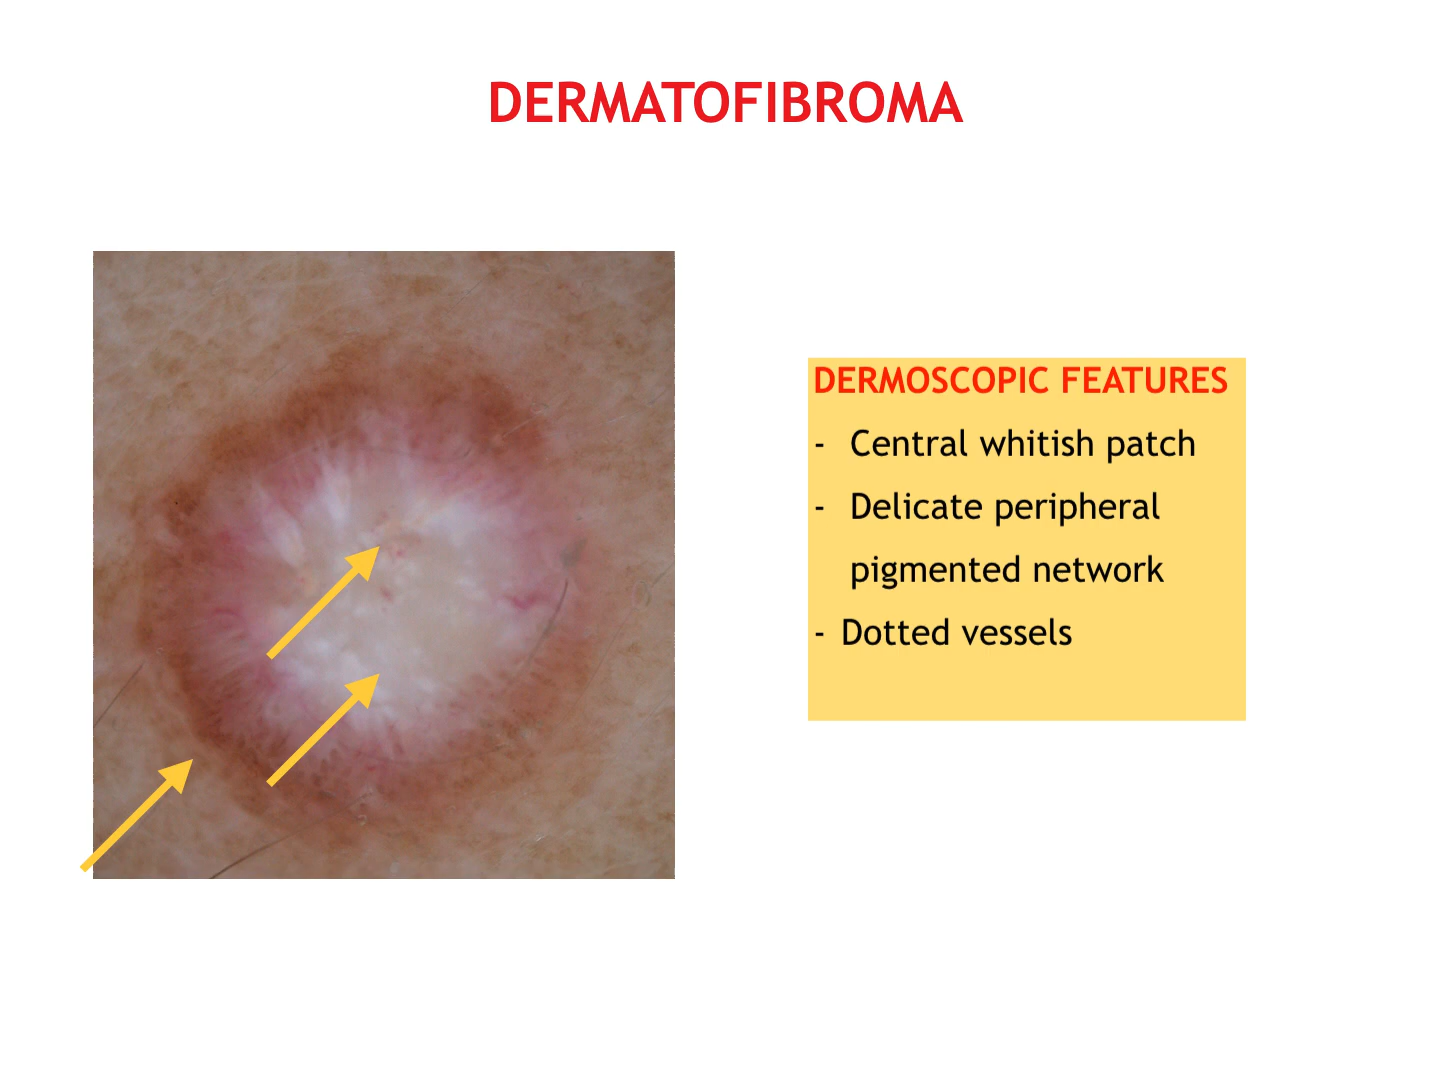 DERMATOFIBROMA
DERMOSCOPIC FEATURES
- Central whitish patch
- Delicate peripheral
pigmented network
- Dotted vessels